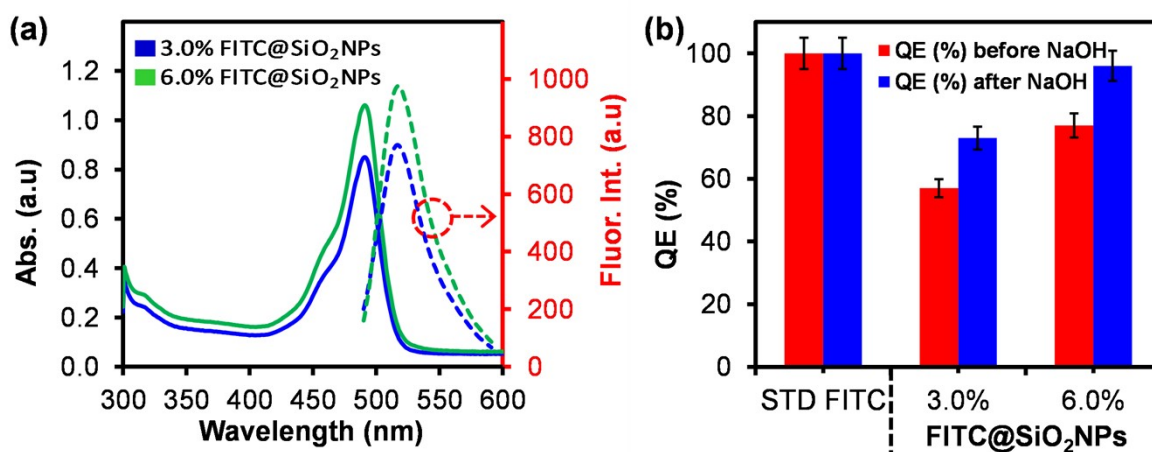 (a)
3.0% FITC@SiO₂NPs
6.0% FITC@SiO₂NPs
Abs. (a.u)
1.2
1.0
0.8
0.6
0.4
0.2
0.0
1000
800
600
400
200
0
Fluor. Int. (a.u)
300 350 400 450 500 550 600
Wavelength (nm)
(b)
QE (%) before NaOH
QE (%) after NaOH
QE (%)
100
80
60
40
20
0
STD FITC 3.0% 6.0%
FITC@SiO₂NPs